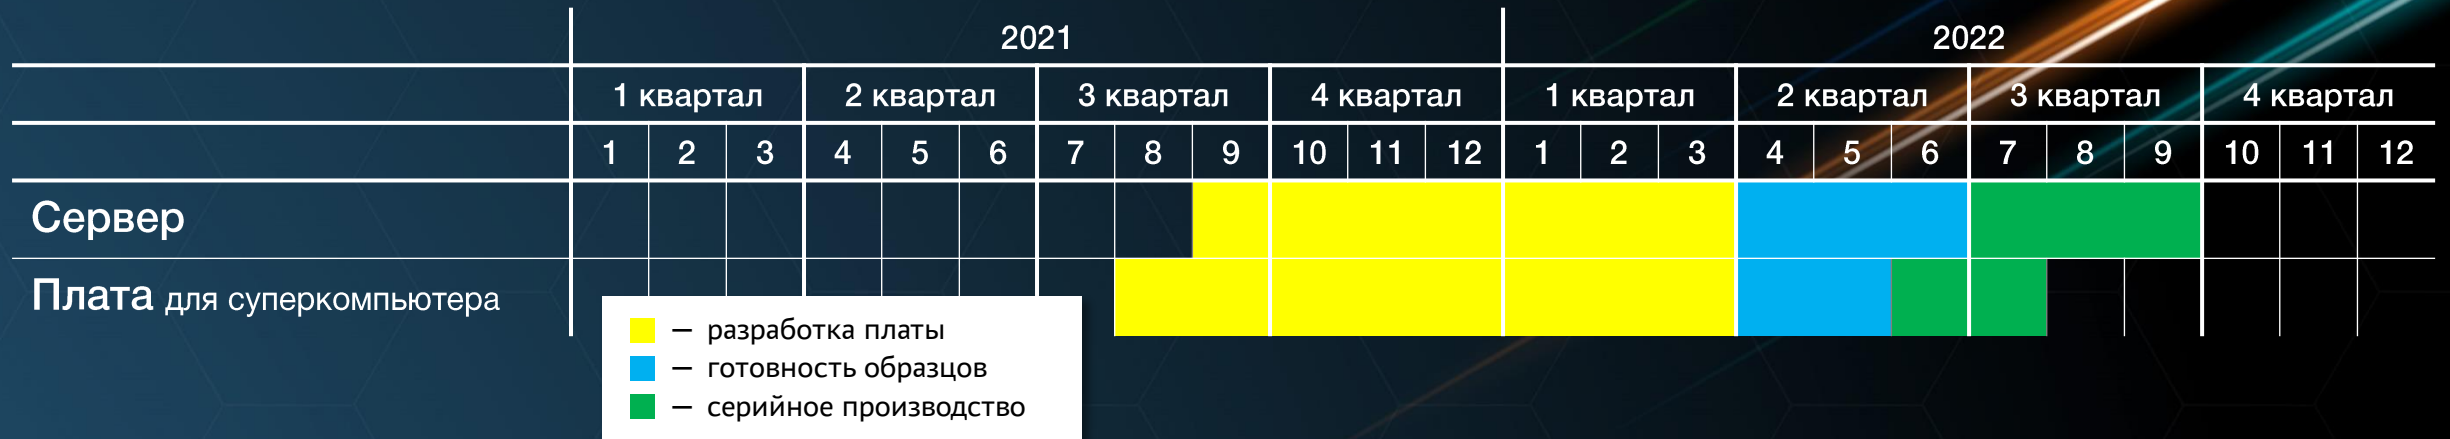 2021 2022
1 квартал 2 квартал 3 квартал 4 квартал 1 квартал 2 квартал 3 квартал 4 квартал
1 2 3 4 5 6 7 8 9 10 11 12 1 2 3 4 5 6 7 8 9 10 11 12
Сервер
Плата для суперкомпьютера
— разработка платы
— готовность образцов
— серийное производство